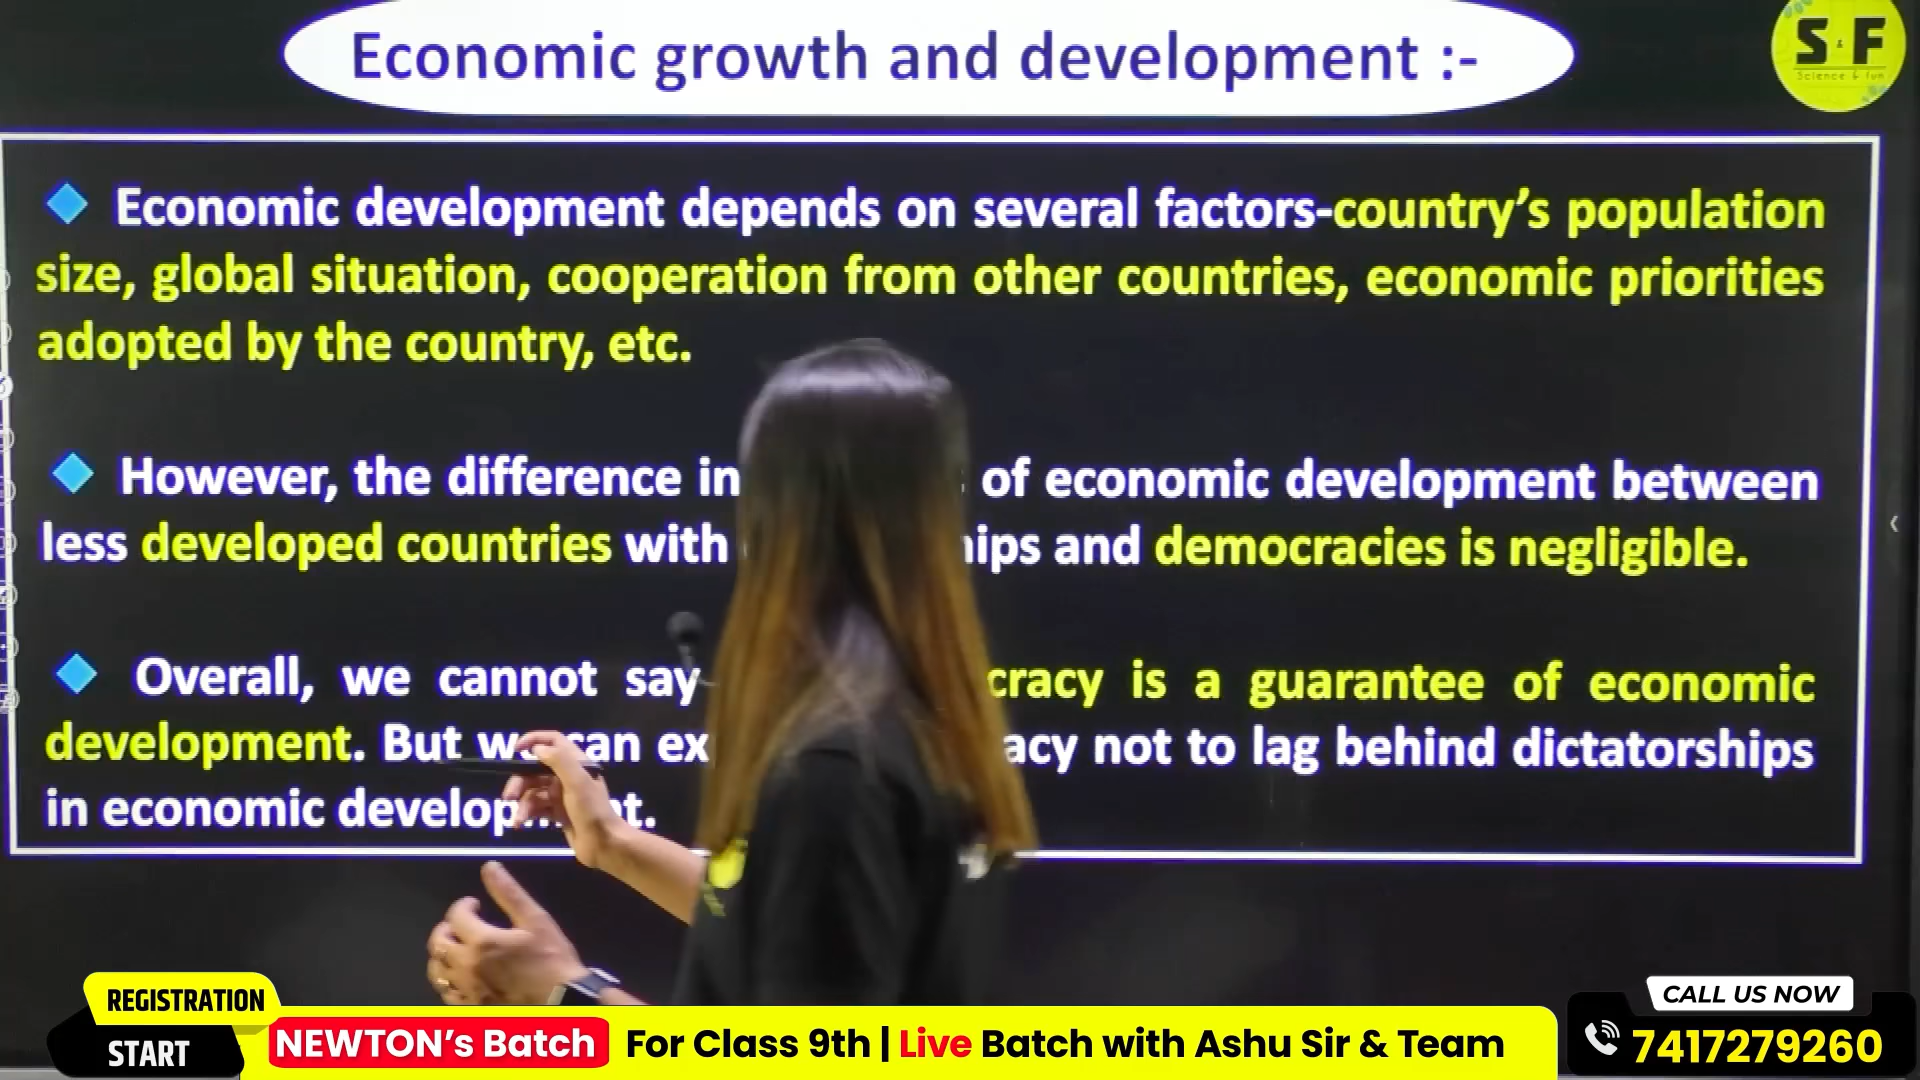 Economic growth and development :-
S & F
Science & fun
Economic development depends on several factors-country’s population
size, global situation, cooperation from other countries, economic priorities
adopted by the country, etc.
However, the difference in of economic development between
less developed countries with and democracies is negligible.
Overall, we cannot say is a guarantee of economic
development. But we can not to lag behind dictatorships
in economic
REGISTRATION
START
NEWTON’s Batch For Class 9th | Live Batch with Ashu Sir & Team
CALL US NOW
7417279260